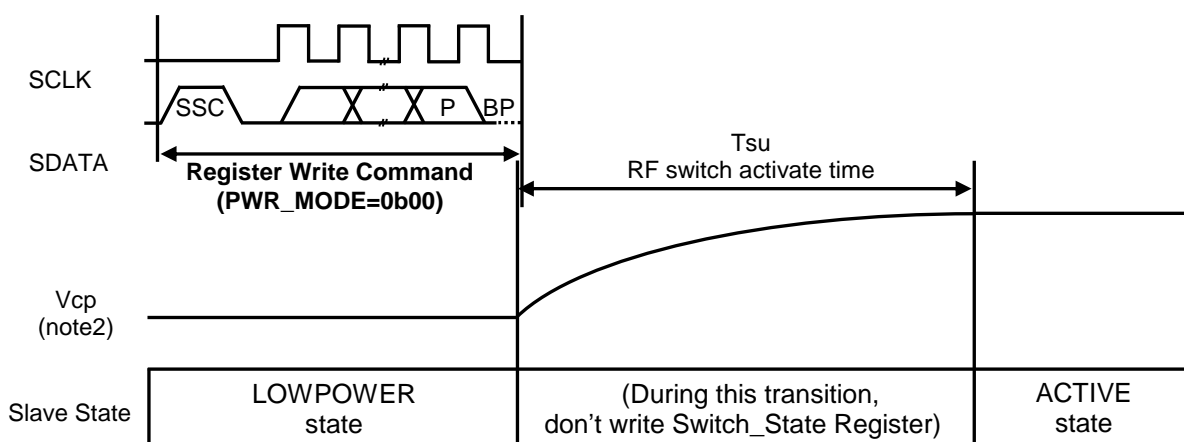 SCLK
SSC
P
BP
SDATA
Register Write Command
(PWR_MODE=0b00)
Tsu
RF switch activate time
Vcp
(note2)
Slave State
LOWPOWER
state
(During this transition,
don't write Switch_State Register)
ACTIVE
state